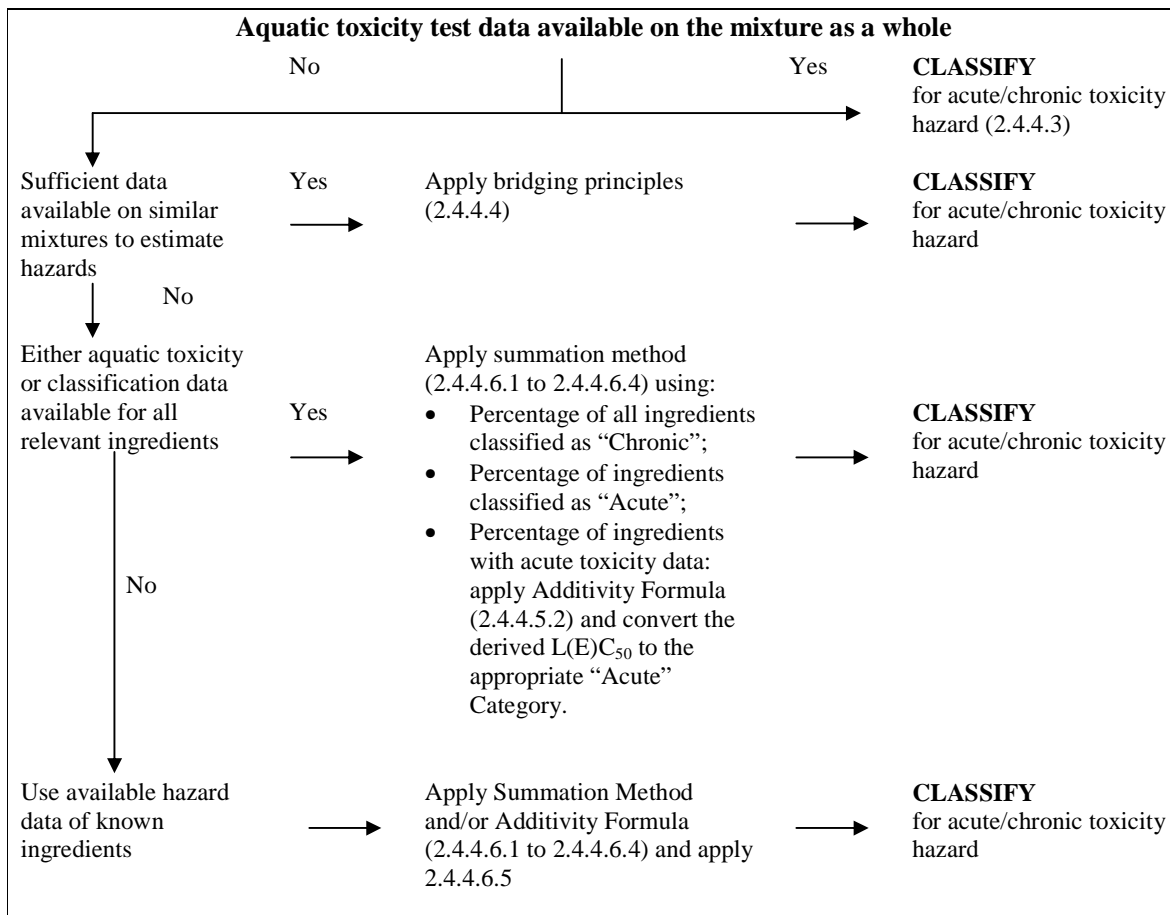 Aquatic toxicity test data available on the mixture as a whole
No
Yes
CLASSIFY
for acute/chronic toxicity
hazard (2.4.4.3)
Sufficient data
available on similar
mixtures to estimate
hazards
Yes
Apply bridging principles
(2.4.4.4)
CLASSIFY
for acute/chronic toxicity
hazard
No
Either aquatic toxicity
or classification data
available for all
relevant ingredients
Yes
Apply summation method
(2.4.4.6.1 to 2.4.4.6.4) using:
• Percentage of all ingredients
classified as “Chronic”;
• Percentage of ingredients
classified as “Acute”;
• Percentage of ingredients
with acute toxicity data:
apply Additivity Formula
(2.4.4.5.2) and convert the
derived L(E)C₅₀ to the
appropriate “Acute”
Category.
CLASSIFY
for acute/chronic toxicity
hazard
No
Use available hazard
data of known
ingredients
Apply Summation Method
and/or Additivity Formula
(2.4.4.6.1 to 2.4.4.6.4) and apply
2.4.4.6.5
CLASSIFY
for acute/chronic toxicity
hazard